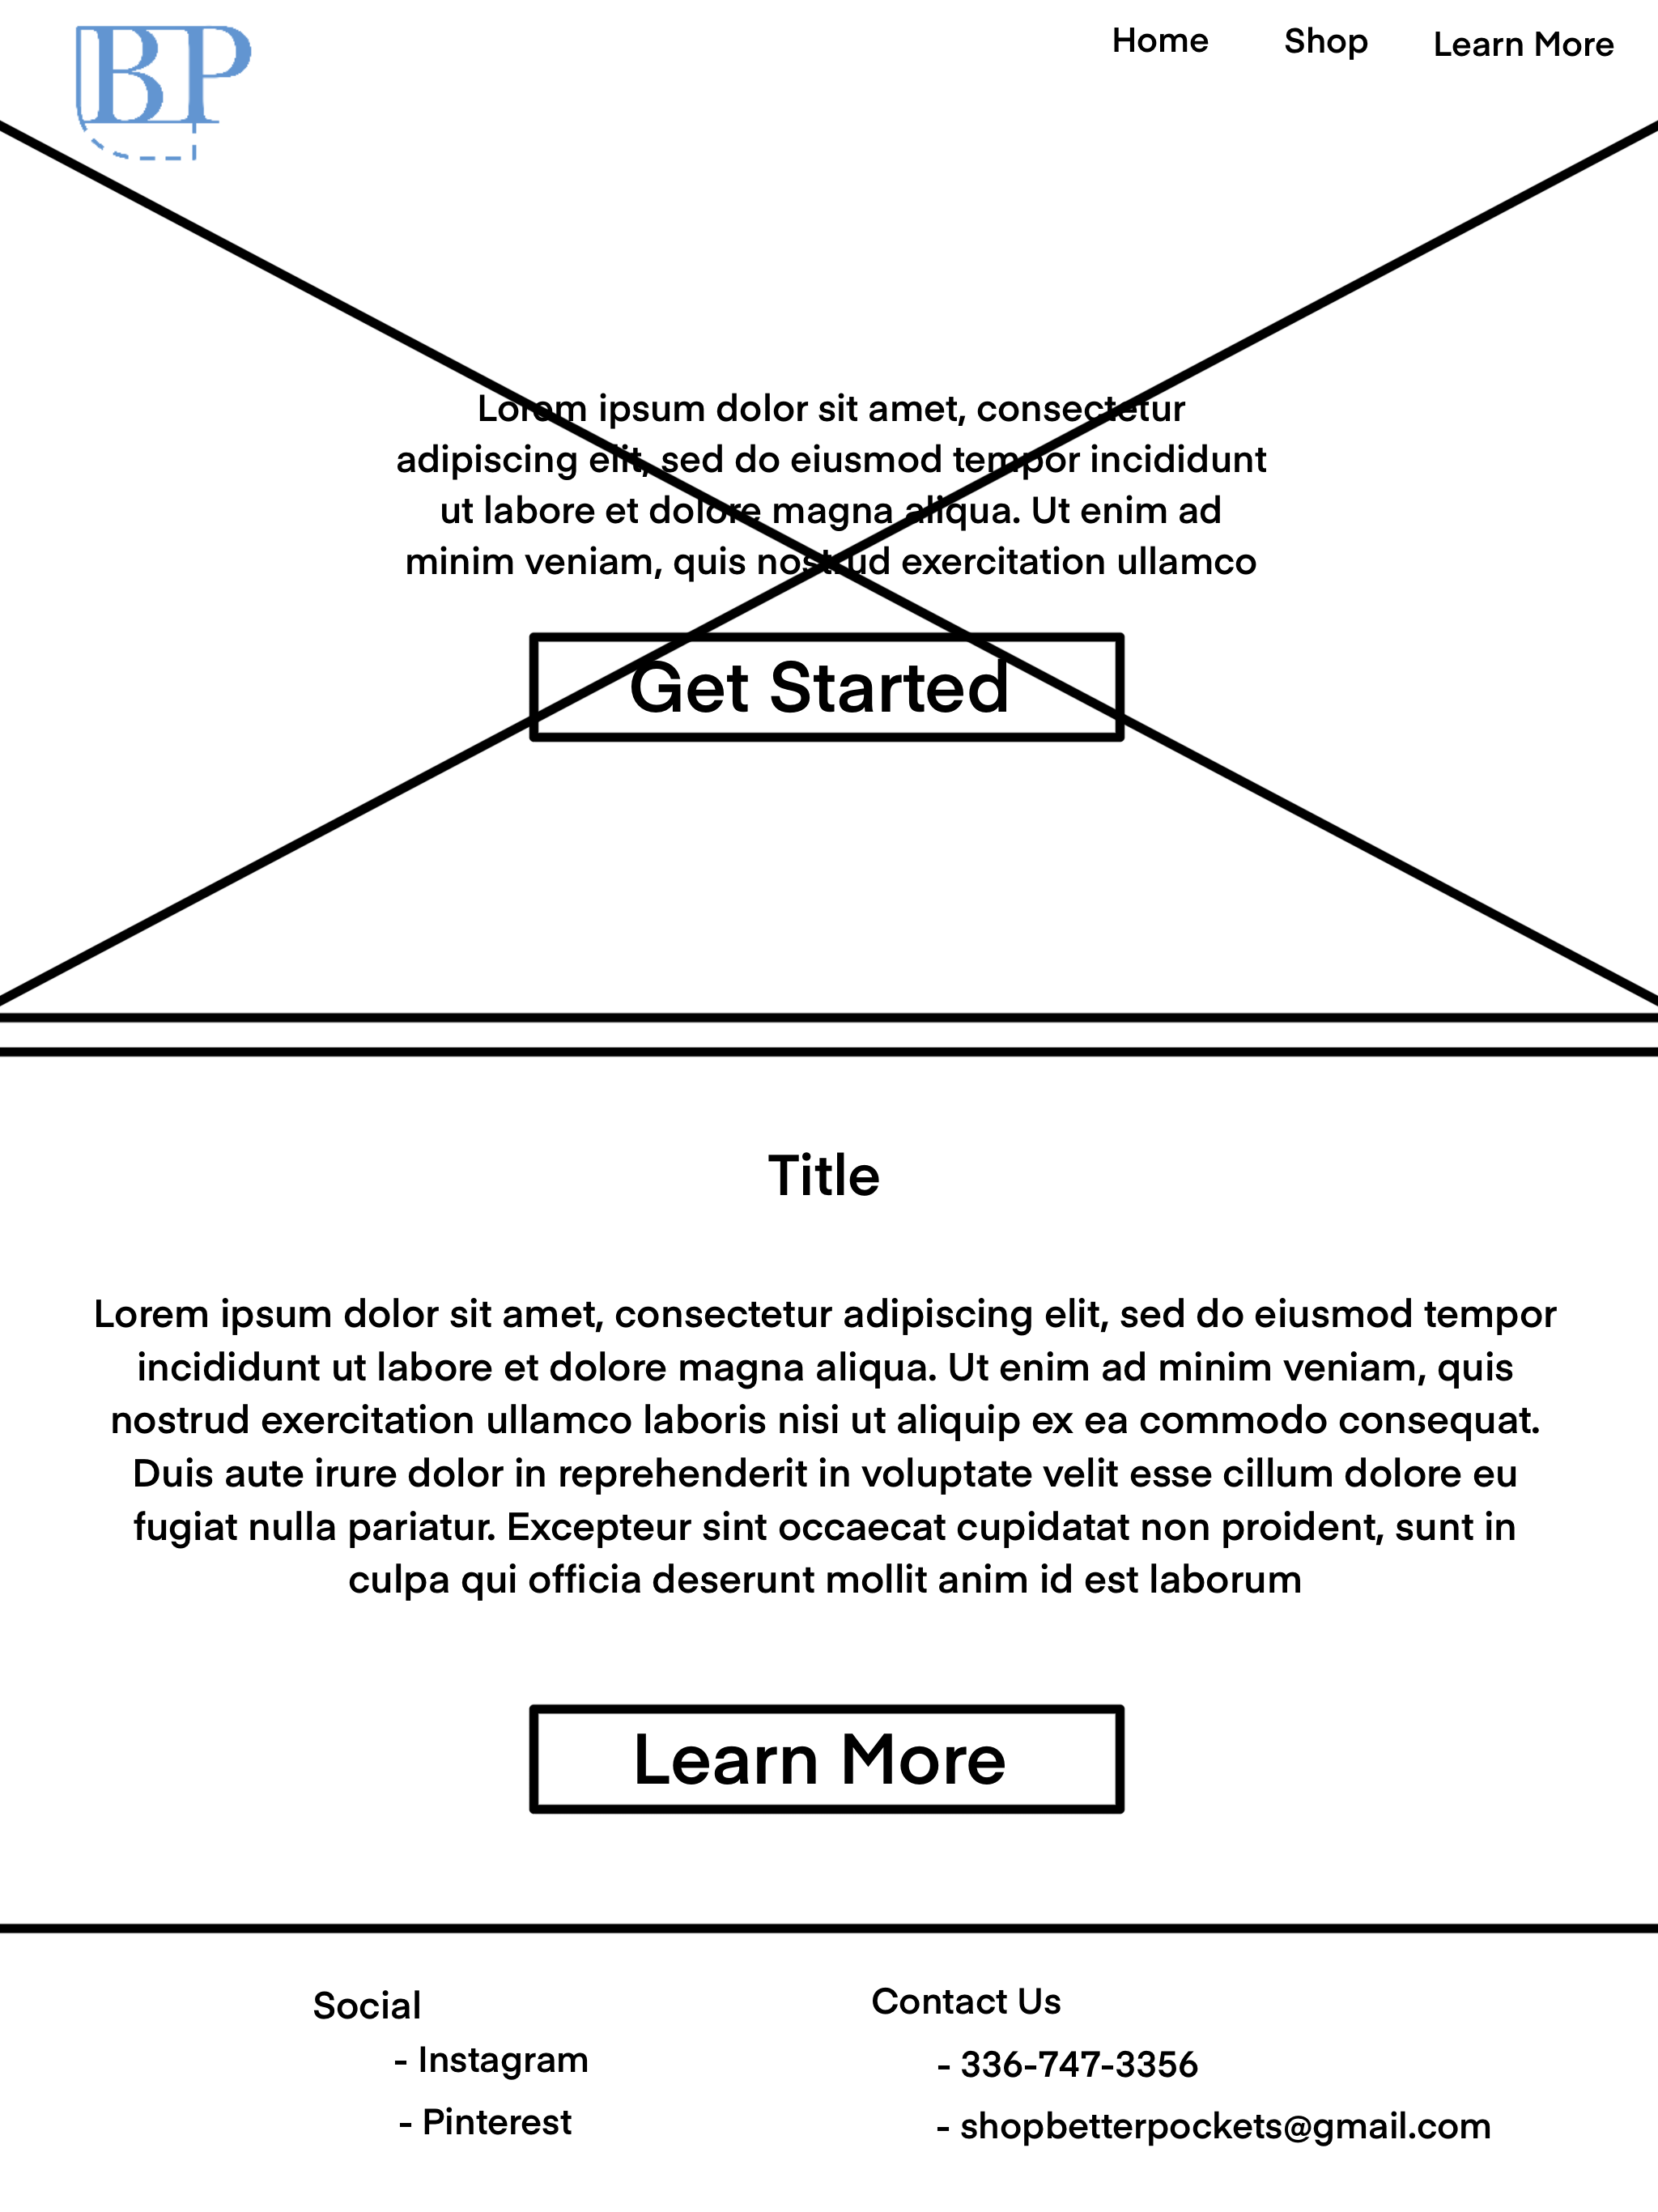 BP
Home Shop Learn More
Lorem ipsum dolor sit amet, consectetur
adipiscing elit, sed do eiusmod tempor incididunt
ut labore et dolore magna aliqua. Ut enim ad
minim veniam, quis nostrud exercitation ullamco
Get Started
Title
Lorem ipsum dolor sit amet, consectetur adipiscing elit, sed do eiusmod tempor
incididunt ut labore et dolore magna aliqua. Ut enim ad minim veniam, quis
nostrud exercitation ullamco laboris nisi ut aliquip ex ea commodo consequat.
Duis aute irure dolor in reprehenderit in voluptate velit esse cillum dolore eu
fugiat nulla pariatur. Excepteur sint occaecat cupidatat non proident, sunt in
culpa qui officia deserunt mollit anim id est laborum
Learn More
Social
- Instagram
- Pinterest
Contact Us
- 336-747-3356
- shopbetterpockets@gmail.com